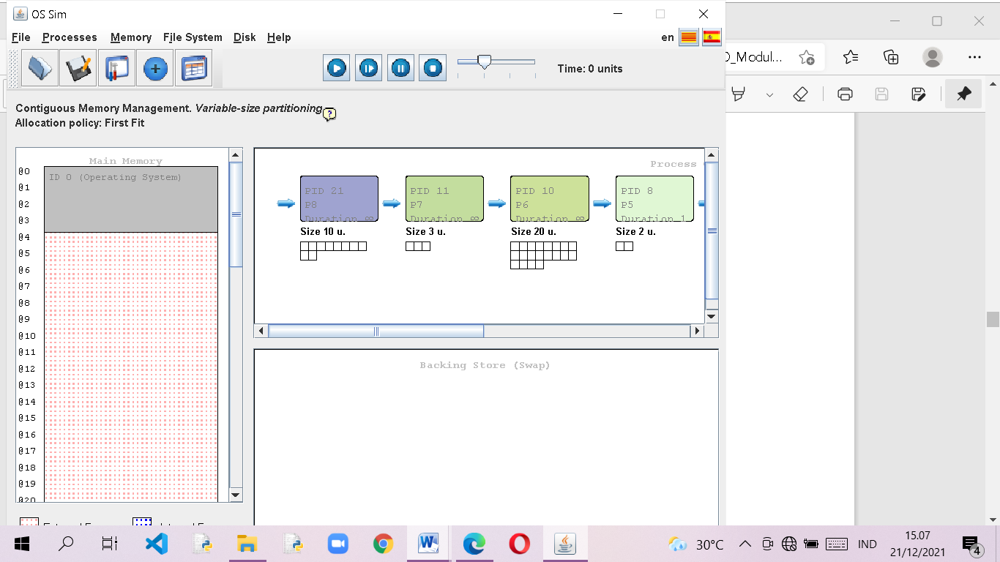 OS Sim
File Processes Memory File System Disk Help
en
Time: 0 units
D_Modul...
Contiguous Memory Management. Variable-size partitioning
Allocation policy: First Fit
Main Memory
ID 0 (Operating System)
@0
@1
@2
@3
@4
@5
@6
@7
@8
@9
@10
@11
@12
@13
@14
@15
@16
@17
@18
@19
@20
Process
PID 21
P8
Duration ∞
Size 10 u.
PID 11
P7
Duration ∞
Size 3 u.
PID 10
P6
Duration ∞
Size 20 u.
PID 8
P5
Duration 1
Size 2 u.
Backing Store (Swap)
30°C
IND
15.07
21/12/2021
4